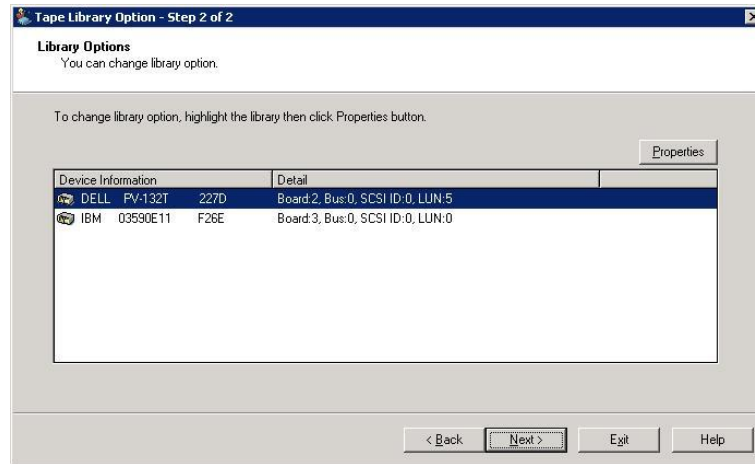 Tape Library Option - Step 2 of 2
Library Options
You can change library option.
To change library option, highlight the library then click Properties button.
Properties
Device Information Detail
DELL PV-132T 227D Board:2, Bus:0, SCSI ID:0, LUN:5
IBM 03590E11 F26E Board:3, Bus:0, SCSI ID:0, LUN:0
< Back Next > Exit Help